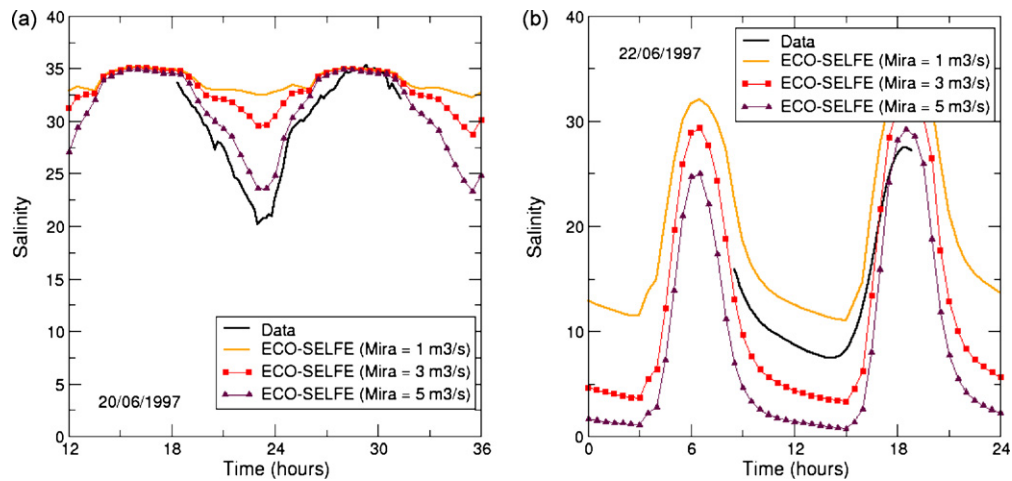 (a)
40
35
30
25
20
15
10
5
0
Salinity
12
18
24
30
36
Time (hours)
20/06/1997
Data
ECO-SELFE (Mira = 1 m3/s)
ECO-SELFE (Mira = 3 m3/s)
ECO-SELFE (Mira = 5 m3/s)
(b)
40
30
20
10
0
Salinity
0
6
12
18
24
Time (hours)
22/06/1997
Data
ECO-SELFE (Mira = 1 m3/s)
ECO-SELFE (Mira = 3 m3/s)
ECO-SELFE (Mira = 5 m3/s)